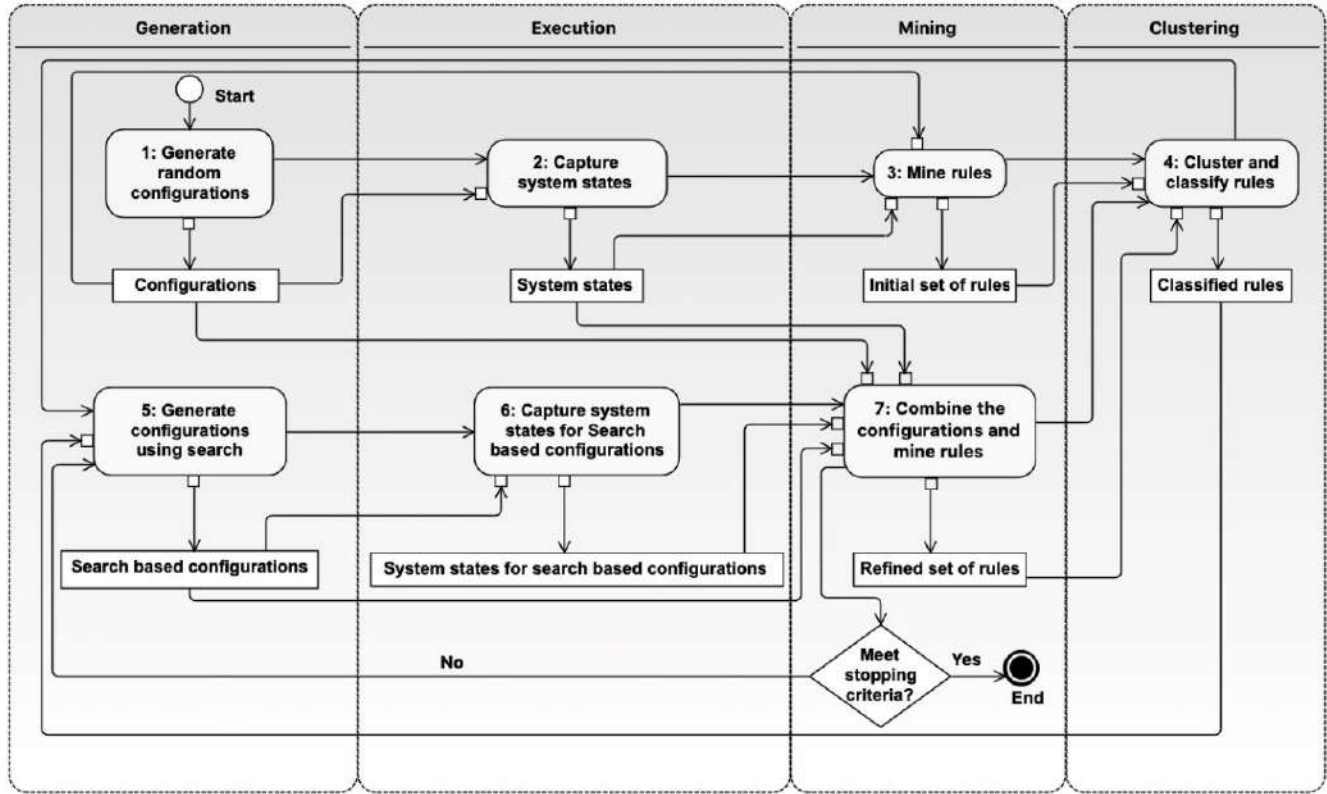 Generation
Execution
Mining
Clustering
Start
1: Generate
random
configurations
2: Capture
system states
3: Mine rules
4: Cluster and
classify rules
Configurations
System states
Initial set of rules
Classified rules
5: Generate
configurations
using search
6: Capture system
states for Search
based configurations
7: Combine the
configurations and
mine rules
Search based configurations
System states for search based configurations
Refined set of rules
No
Meet
stopping
criteria?
Yes
End